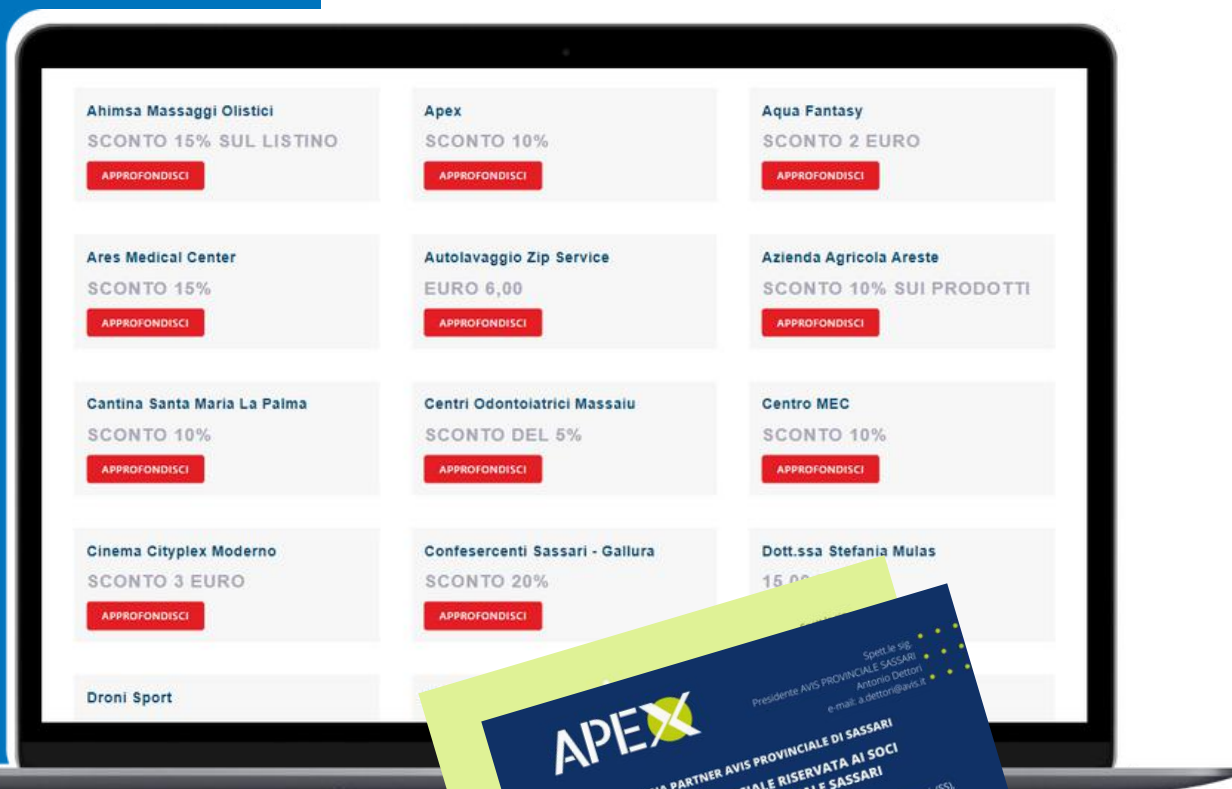 Ahimsa Massaggi Olistici
SCONTO 15% SUL LISTINO
APPROFONDISCI
Apex
SCONTO 10%
APPROFONDISCI
Aqua Fantasy
SCONTO 2 EURO
APPROFONDISCI
Ares Medical Center
SCONTO 15%
APPROFONDISCI
Autolavaggio Zip Service
EURO 6,00
APPROFONDISCI
Azienda Agricola Areste
SCONTO 10% SUI PRODOTTI
APPROFONDISCI
Cantina Santa Maria La Palma
SCONTO 10%
APPROFONDISCI
Centri Odontoiatrici Massaiu
SCONTO DEL 5%
APPROFONDISCI
Centro MEC
SCONTO 10%
APPROFONDISCI
Cinema Cityplex Moderno
SCONTO 3 EURO
APPROFONDISCI
Confesercenti Sassari - Gallura
SCONTO 20%
APPROFONDISCI
Dott.ssa Stefania Mulas
Droni Sport
APEX
Spett.le sig.
Presidente AVIS PROVINCIALE SASSARI
Antonio Dettori
e-mail: a.dettori@avis.it
PARTNER AVIS PROVINCIALE DI SASSARI
RISERVATA AI SOCI
SASSARI